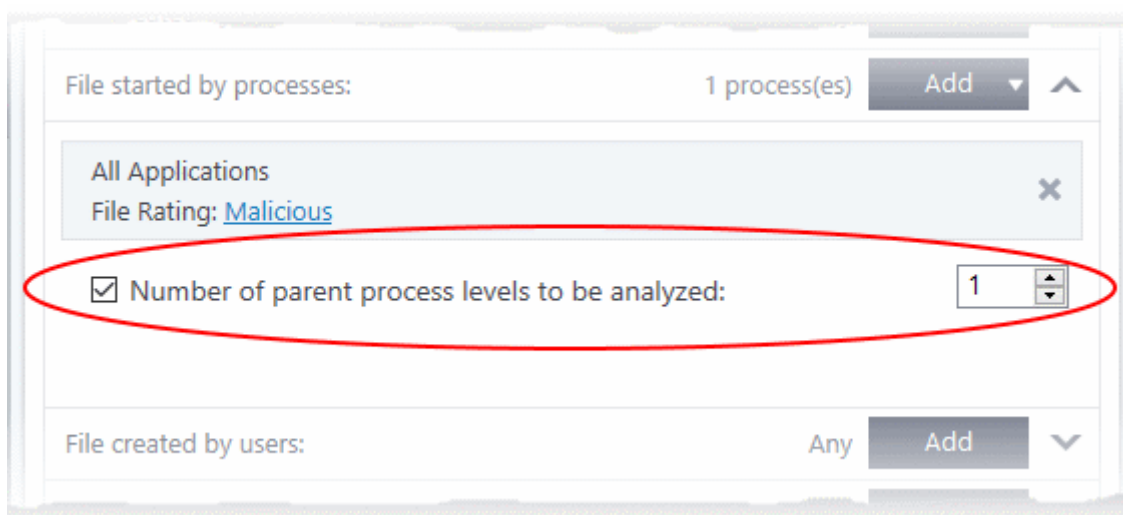 File started by processes: 1 process(es) Add
All Applications
File Rating: Malicious
Number of parent process levels to be analyzed: 1
File created by users: Any Add